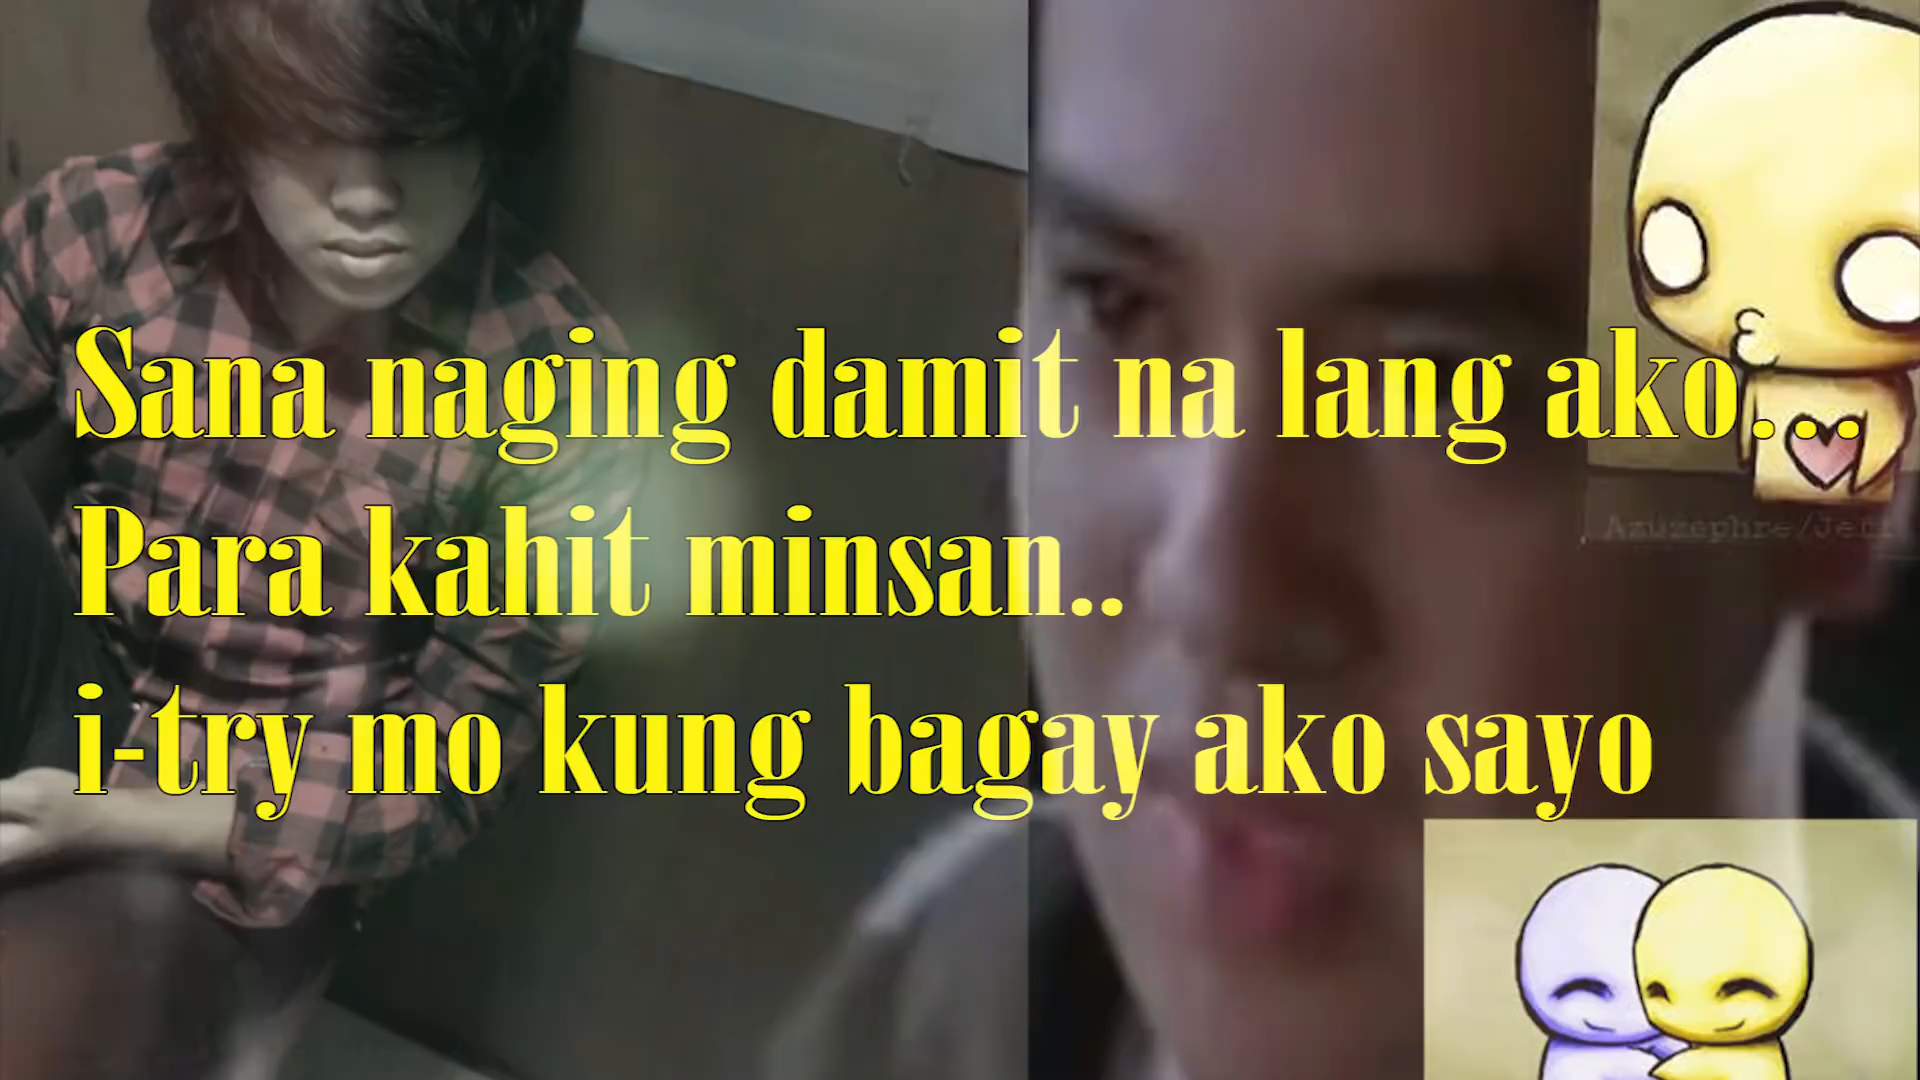 Sana naging damit na lang ako...
Para kahit minsan..
i-try mo kung bagay ako sayo